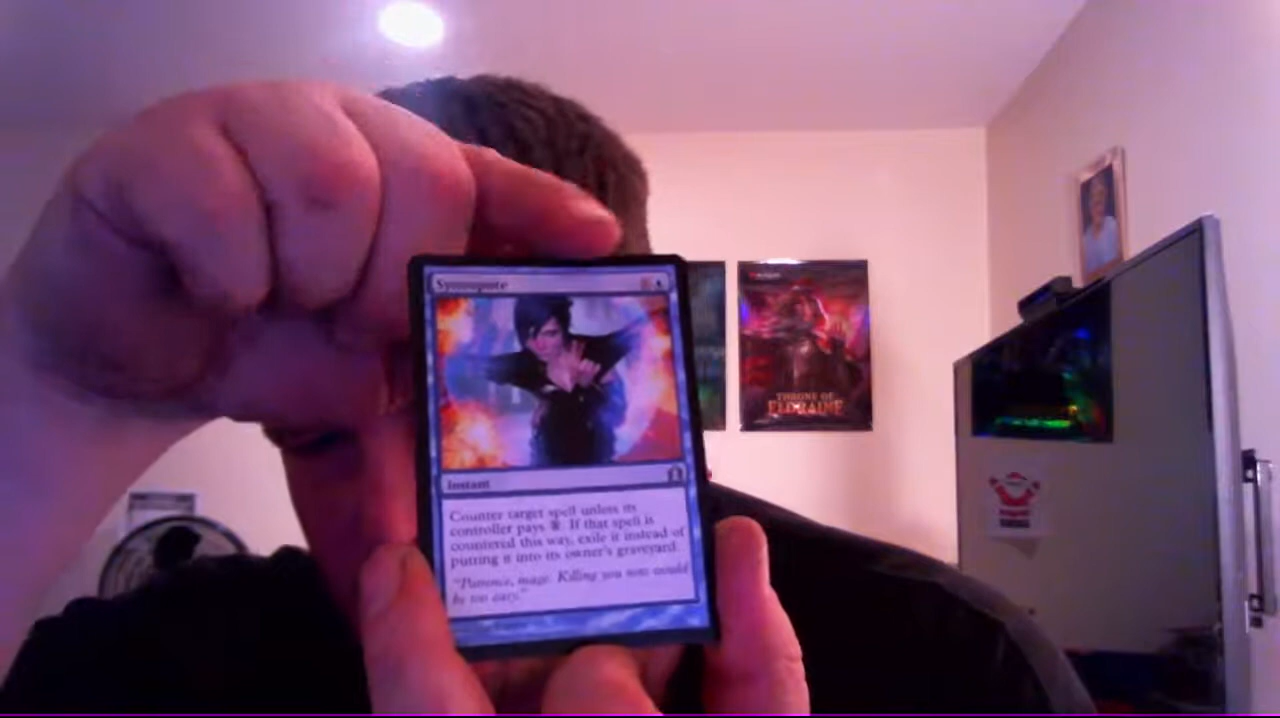 Syncopate
Instant
Counter target spell unless its
controller pays X. If that spell is
countered this way, exile it instead of
putting it into its owner's graveyard.
"Patience, mage. Killing you now would
be too easy."
THRONE OF
ELDRAINE